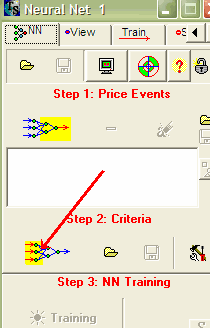 Neural Net 1
NN View Train
Step 1: Price Events
?
Step 2: Criteria
Step 3: NN Training
Training